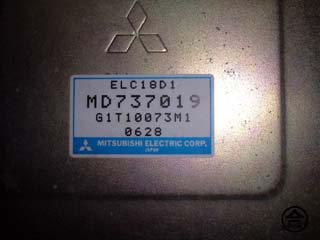 ELC18D1
MD737019
G1T10073M1
0628
MITSUBISHI ELECTRIC CORP.
JAPAN